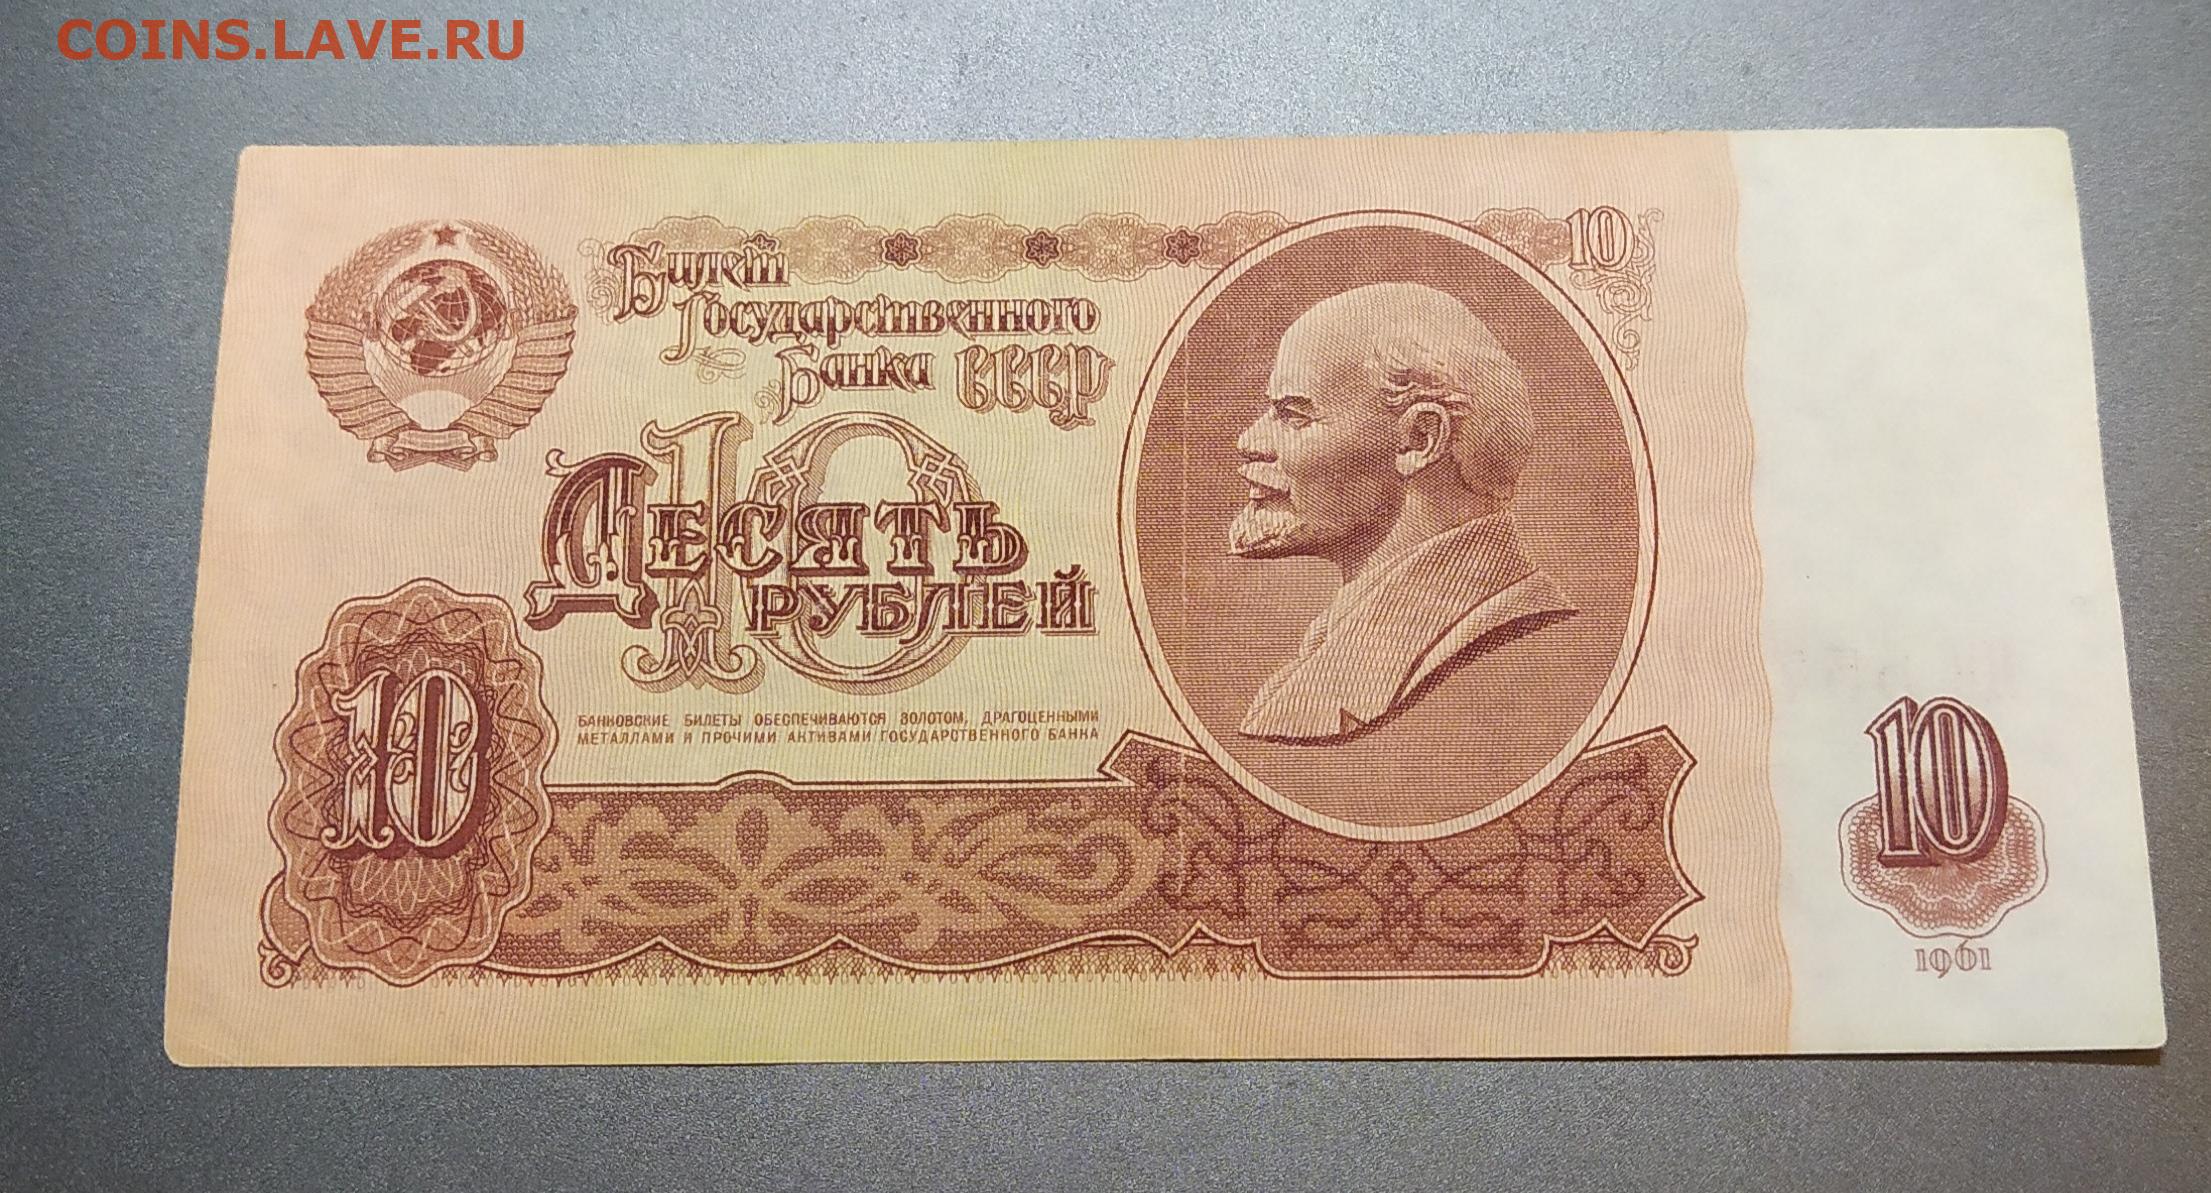 COINS.LAVE.RU
Билет
Государственного
Банка СССР
10
10
Десять
рублей
БАНКОВСКИЕ БИЛЕТЫ ОБЕСПЕЧИВАЮТСЯ ЗОЛОТОМ, ДРАГОЦЕННЫМИ
МЕТАЛЛАМИ И ПРОЧИМИ АКТИВАМИ ГОСУДАРСТВЕННОГО БАНКА
10
10
1961